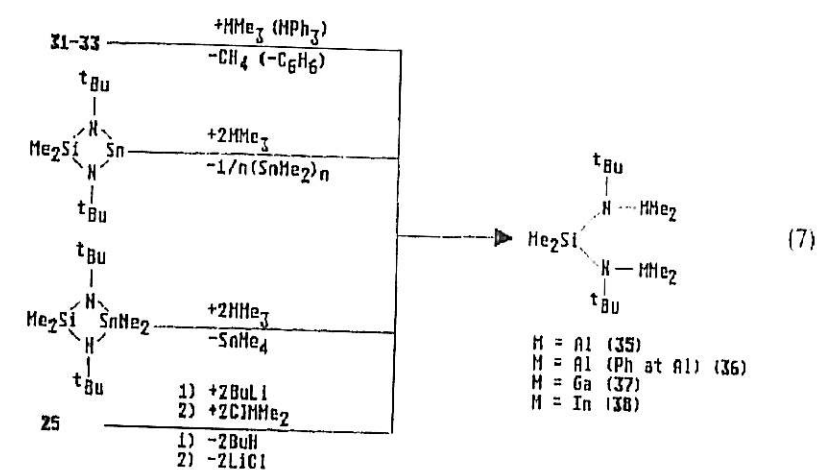 +MMe3 (MPh3)
31-33
-CH4 (-C6H6)
tBu
N
+2MMe3
Me2Si Sn
-1/n(SnMe2)n
N
tBu
tBu
N
MMe2
Me2Si
(7)
N
MMe2
tBu
tBu
N
+2MMe3
Me2Si SnMe2
-SnMe4
N
tBu
M = Al (35)
M = Al (Ph at Al) (36)
M = Ga (37)
M = In (38)
1) +2BuLi
2) +2ClMMe2
25
1) -2BuH
2) -2LiCl